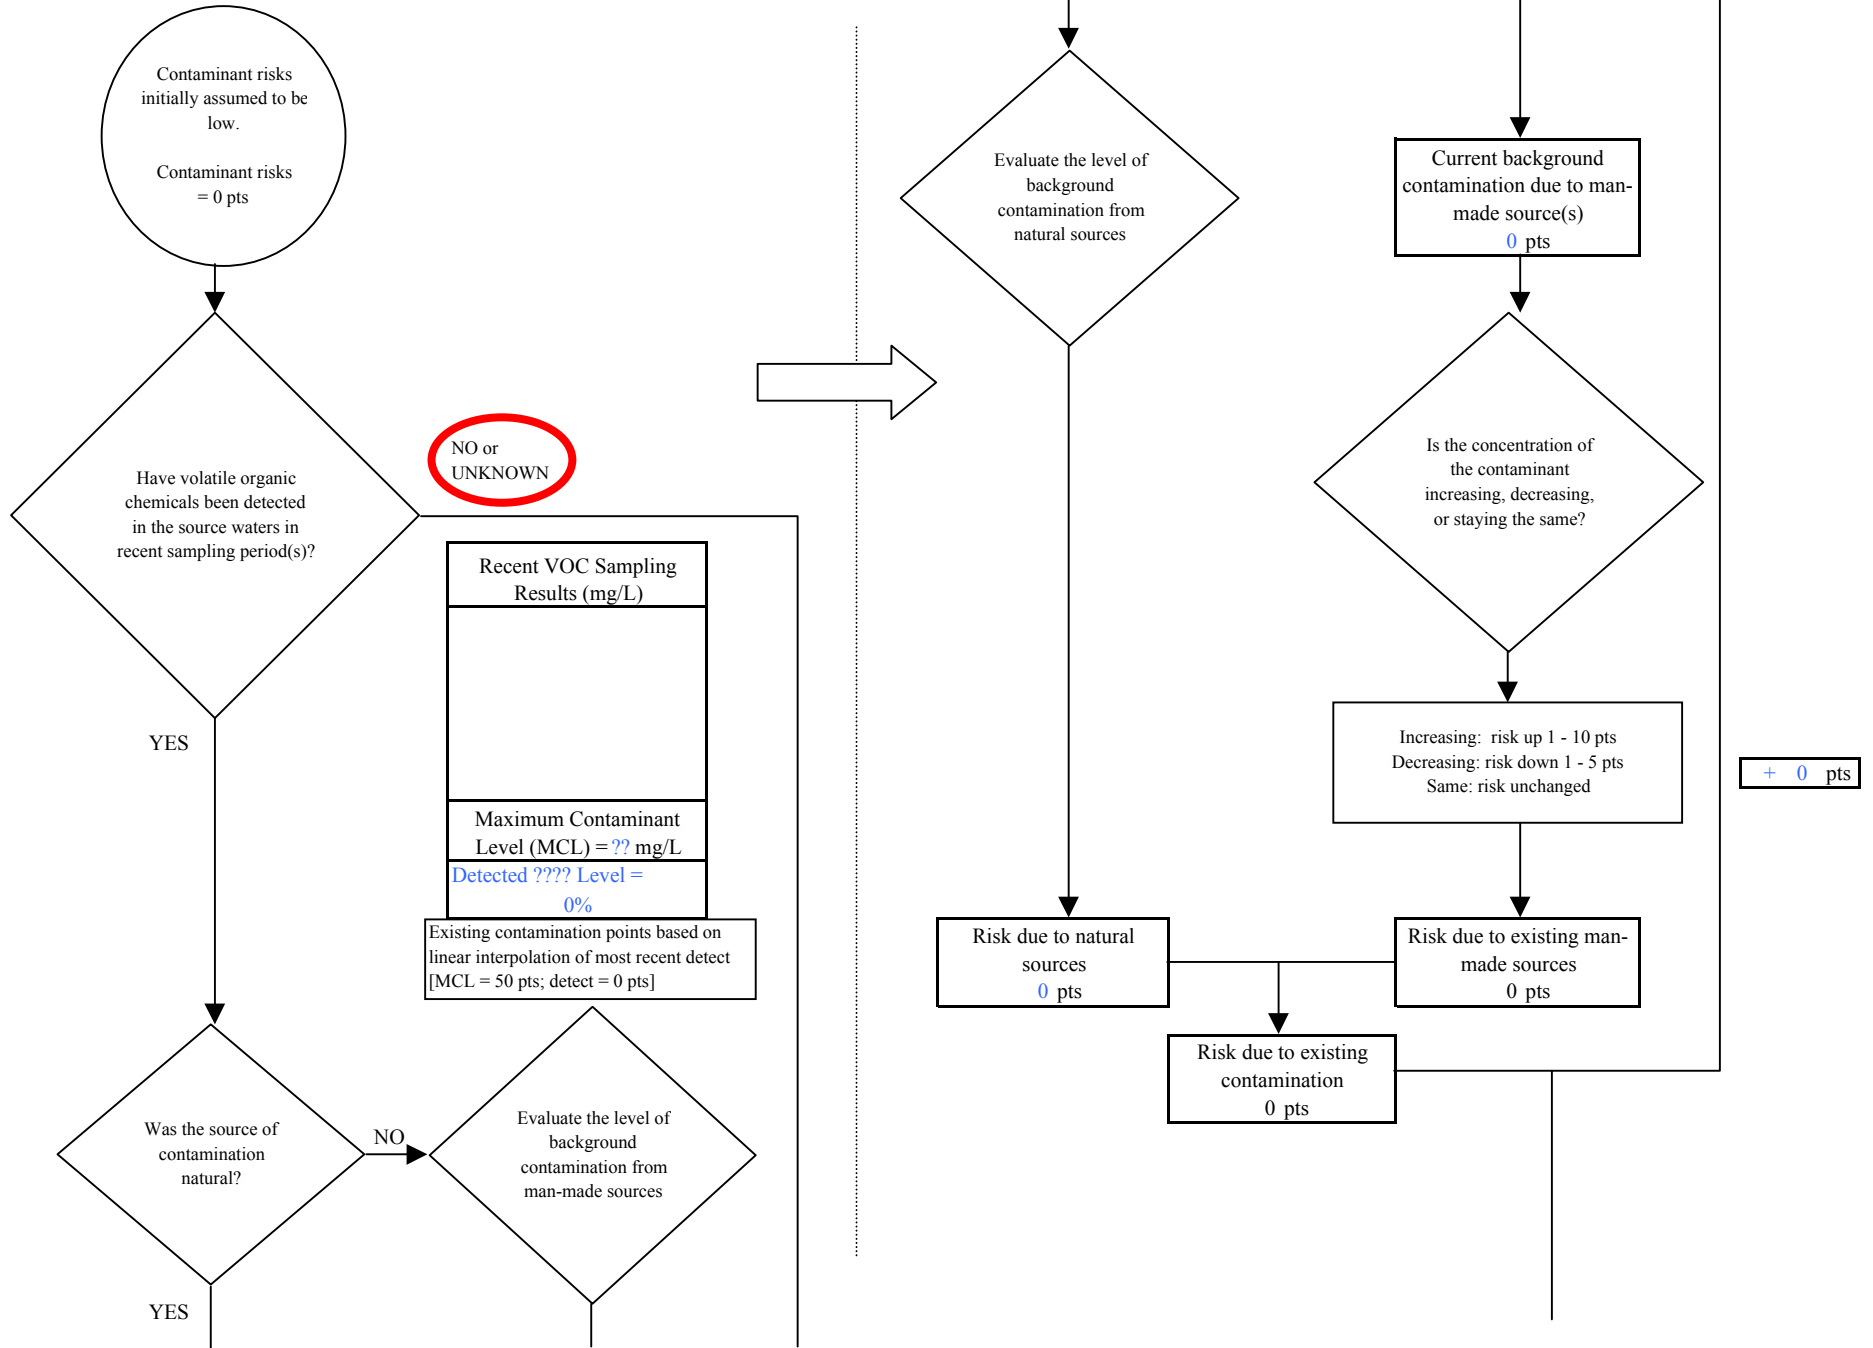 Contaminant risks
initially assumed to be
low.
Contaminant risks
= 0 pts
Have volatile organic
chemicals been detected
in the source waters in
recent sampling period(s)?
NO or
UNKNOWN
YES
Recent VOC Sampling
Results (mg/L)
Maximum Contaminant
Level (MCL) = ?? mg/L
Detected ???? Level =
0%
Existing contamination points based on
linear interpolation of most recent detect
[MCL = 50 pts; detect = 0 pts]
Was the source of
contamination
natural?
NO
Evaluate the level of
background
contamination from
man-made sources
YES
Evaluate the level of
background
contamination from
natural sources
Current background
contamination due to man-
made source(s)
0 pts
Is the concentration of
the contaminant
increasing, decreasing,
or staying the same?
Increasing: risk up 1 - 10 pts
Decreasing: risk down 1 - 5 pts
Same: risk unchanged
+ 0 pts
Risk due to natural
sources
0 pts
Risk due to existing man-
made sources
0 pts
Risk due to existing
contamination
0 pts